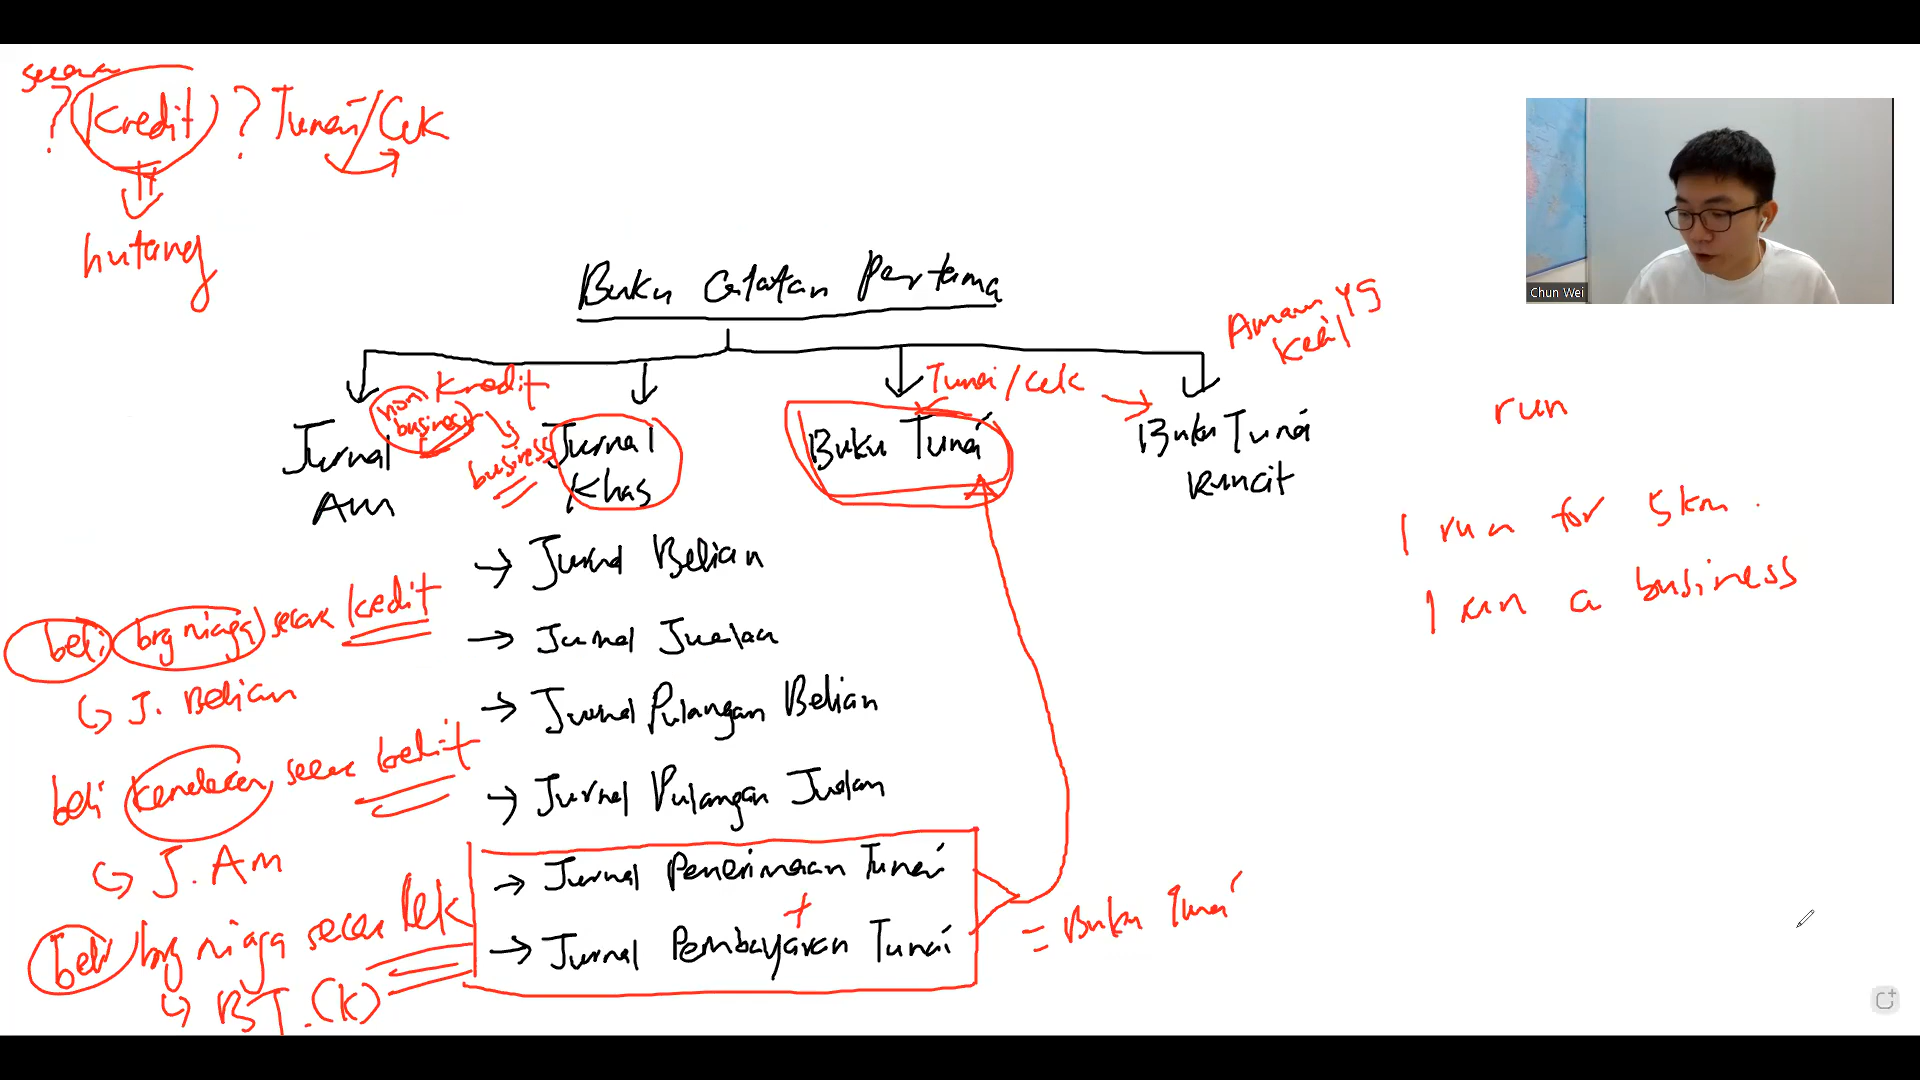 secara
? Kredit ? Tunai/Cek
hutang
Buku Catatan Pertama
Amaun yg
kecil
Kredit
Tunai/Cek
non
business
business
Jurnal
Am
Jurnal
Khas
Buku Tunai
Buku Tunai
Runcit
run
I run for 5km.
I run a business
→ Jurnal Belian
→ Jurnal Jualan
→ Jurnal Pulangan Belian
→ Jurnal Pulangan Jualan
→ Jurnal Penerimaan Tunai
+
→ Jurnal Pembayaran Tunai
= Buku Tunai
beli brg niaga secara kredit
↳ J. Belian
beli kenderaan secara kredit
↳ J. Am
beli brg niaga secara Cek
↳ BT. (K)
Chun Wei